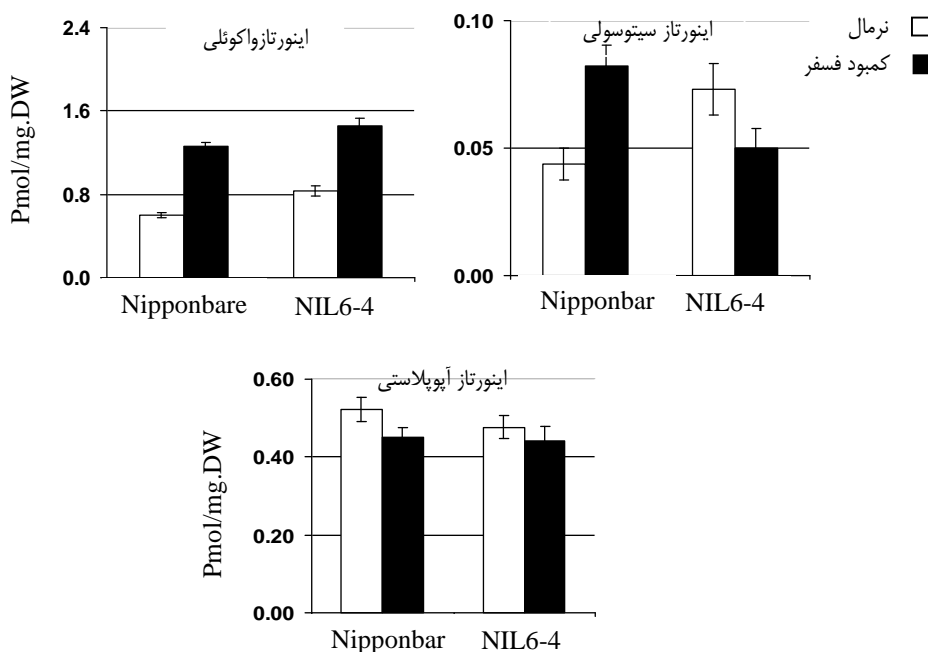 اینورتازواکوئلی
2.4
1.6
0.8
0.0
Pmol/mg.DW
Nipponbare NIL6-4
اینورتاز سیتوسولی
0.10
0.05
0.00
Nipponbar NIL6-4
نرمال
کمبود فسفر
اینورتاز آپوپلاستی
0.60
0.40
0.20
0.00
Pmol/mg.DW
Nipponbar NIL6-4